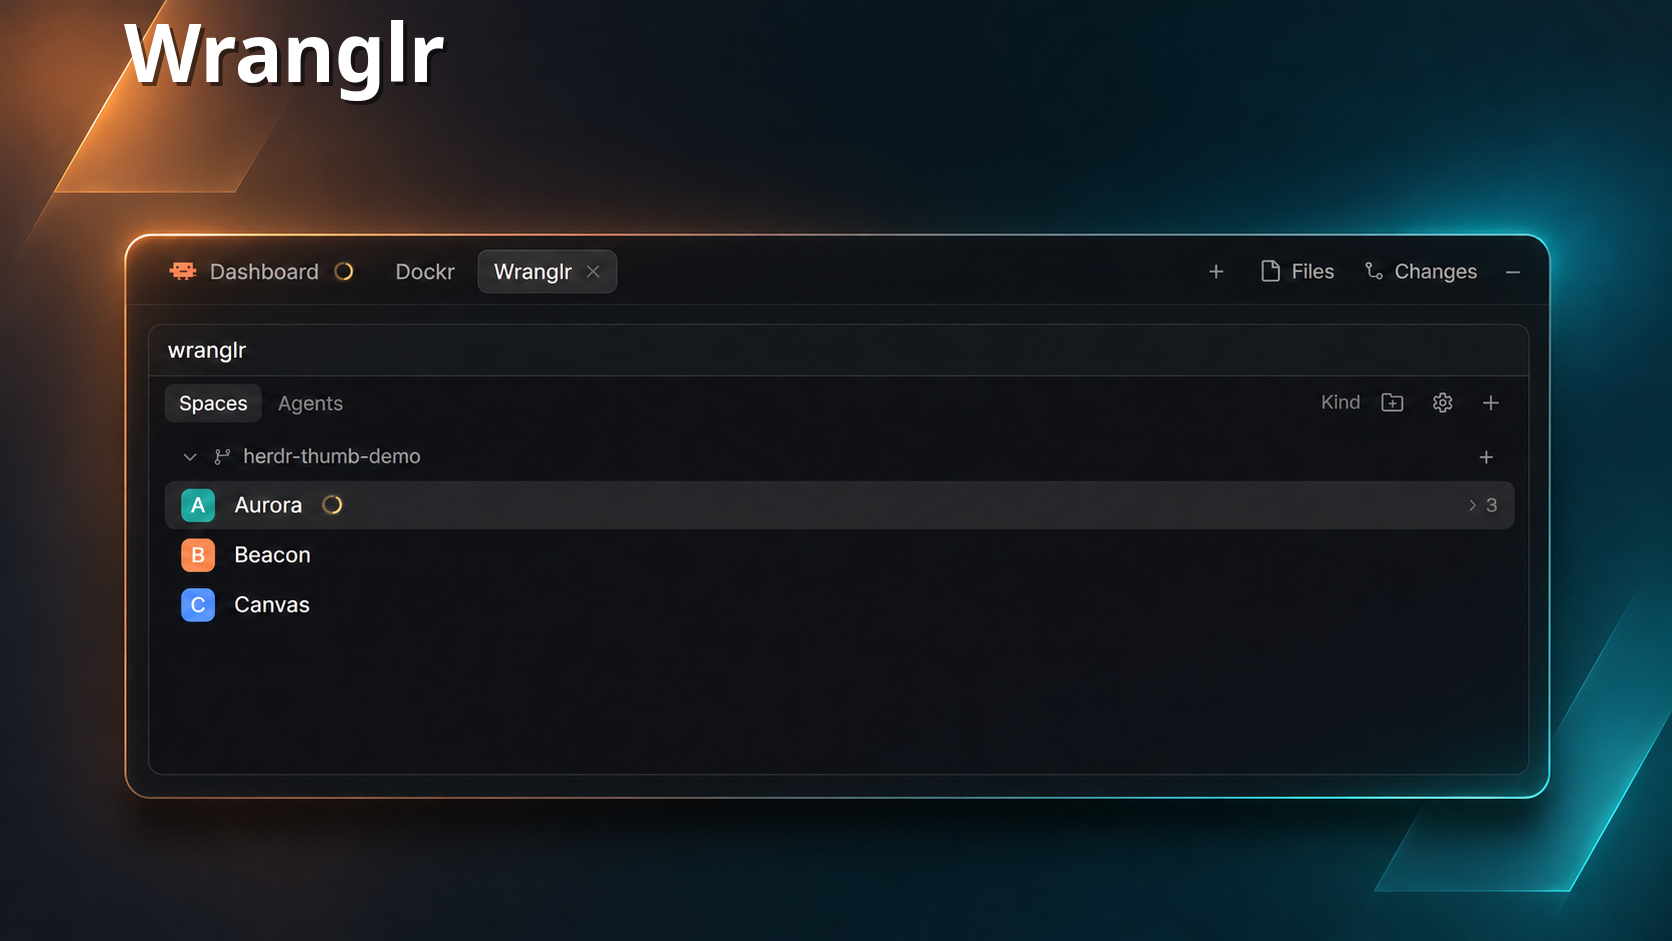 Wranglr
Dashboard Dockr Wranglr Files Changes
wranglr
Spaces Agents Kind
herdr-thumb-demo
A Aurora 3
B Beacon
C Canvas